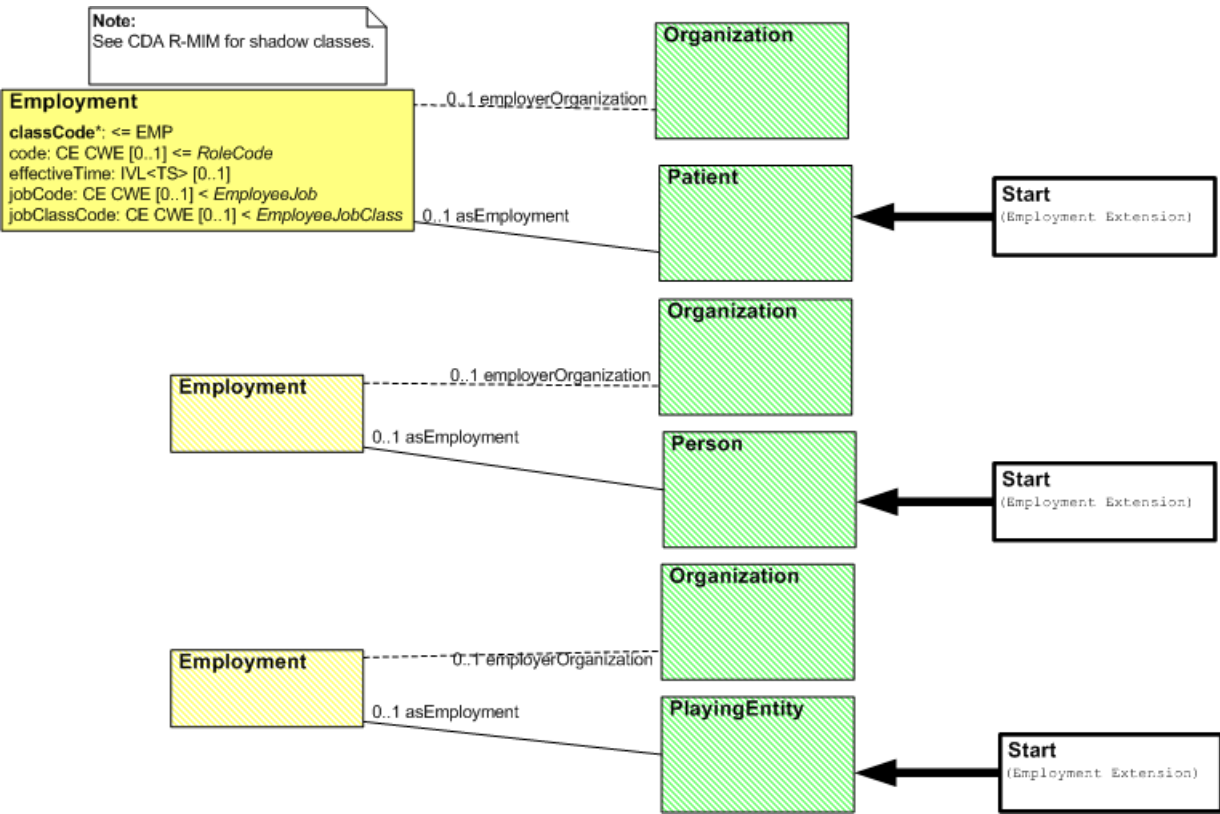 Note:
See CDA R-MIM for shadow classes.
Organization
Employment
classCode*: <= EMP
code: CE CWE [0..1] <= RoleCode
effectiveTime: IVL<TS> [0..1]
jobCode: CE CWE [0..1] < EmployeeJob
jobClassCode: CE CWE [0..1] < EmployeeJobClass
0..1 employerOrganization
Patient
0..1 asEmployment
Start
(Employment Extension)
Organization
Employment
0..1 employerOrganization
0..1 asEmployment
Person
Start
(Employment Extension)
Organization
Employment
0..1 employerOrganization
0..1 asEmployment
PlayingEntity
Start
(Employment Extension)